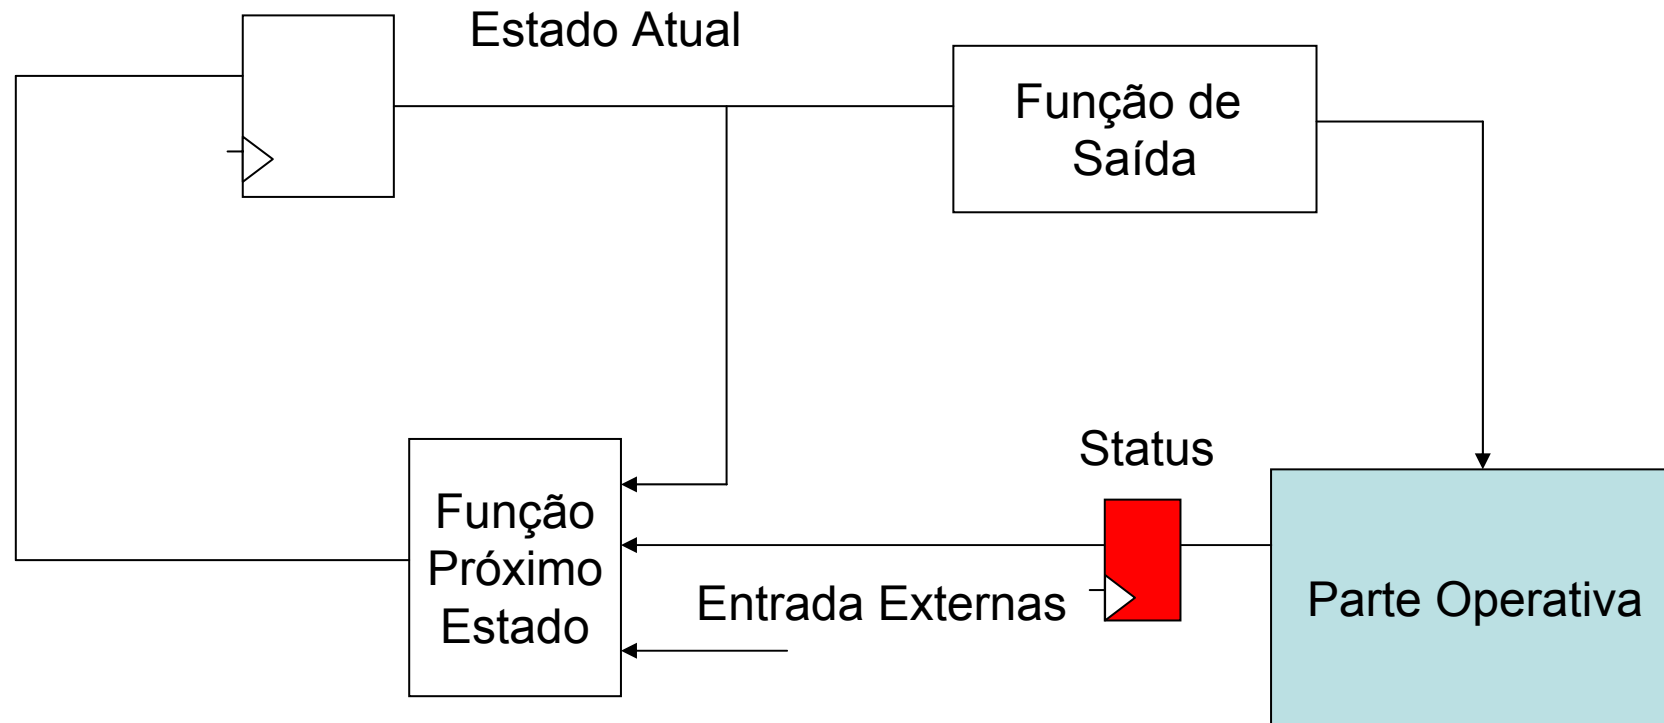 Estado Atual
Função de
Saída
Status
Função
Próximo
Estado
Entrada Externas
Parte Operativa